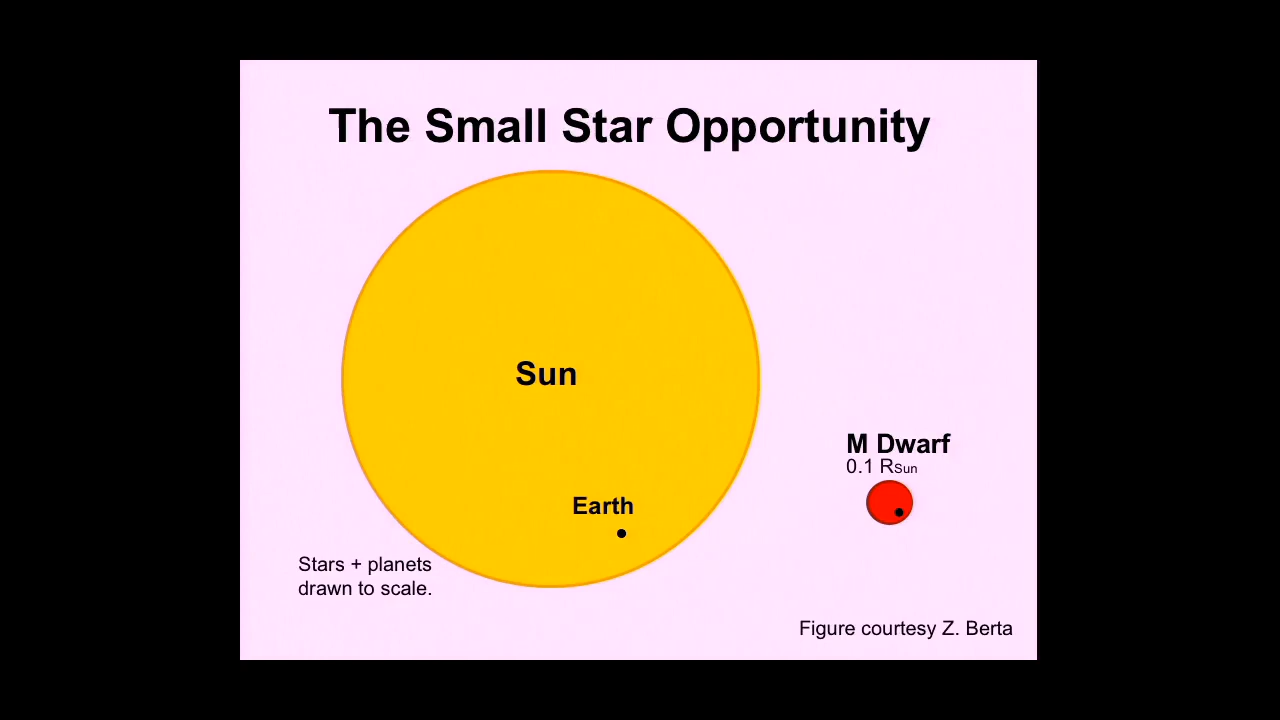 The Small Star Opportunity
Sun
M Dwarf
0.1 RSun
Earth
Stars + planets
drawn to scale.
Figure courtesy Z. Berta